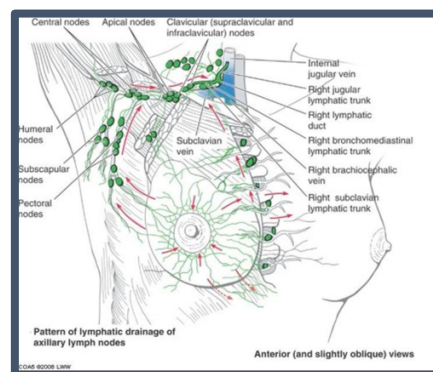 Central nodes
Apical nodes
Clavicular (supraclavicular and
infraclavicular) nodes
Internal
jugular vein
Right jugular
lymphatic trunk
Right lymphatic
duct
Right bronchomediastinal
lymphatic trunk
Right brachiocephalic
vein
Right subclavian
lymphatic trunk
Subclavian
vein
Humeral
nodes
Subscapular
nodes
Pectoral
nodes
Pattern of lymphatic drainage of
axillary lymph nodes
Anterior (and slightly oblique) views
COA5 ©2006 LWW